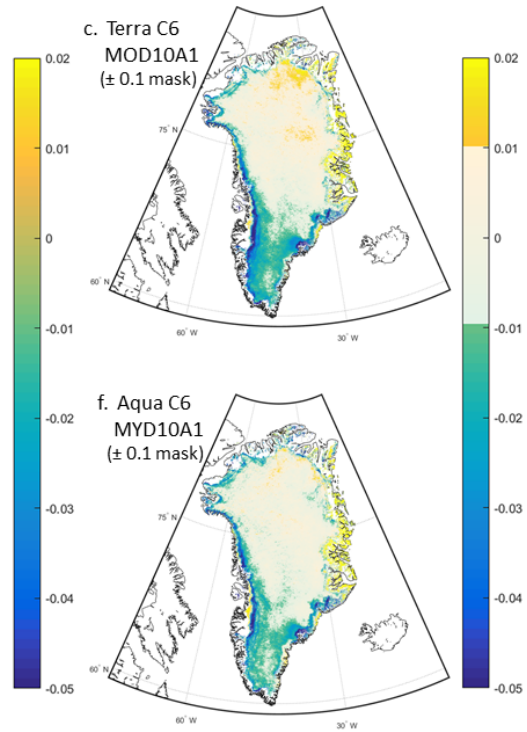 c. Terra C6
MOD10A1
(± 0.1 mask)
0.02
0.01
0
-0.01
-0.02
-0.03
-0.04
-0.05
75° N
60° N
60° W
30° W
0.02
0.01
0
-0.01
-0.02
-0.03
-0.04
-0.05
f. Aqua C6
MYD10A1
(± 0.1 mask)
75° N
60° N
60° W
30° W